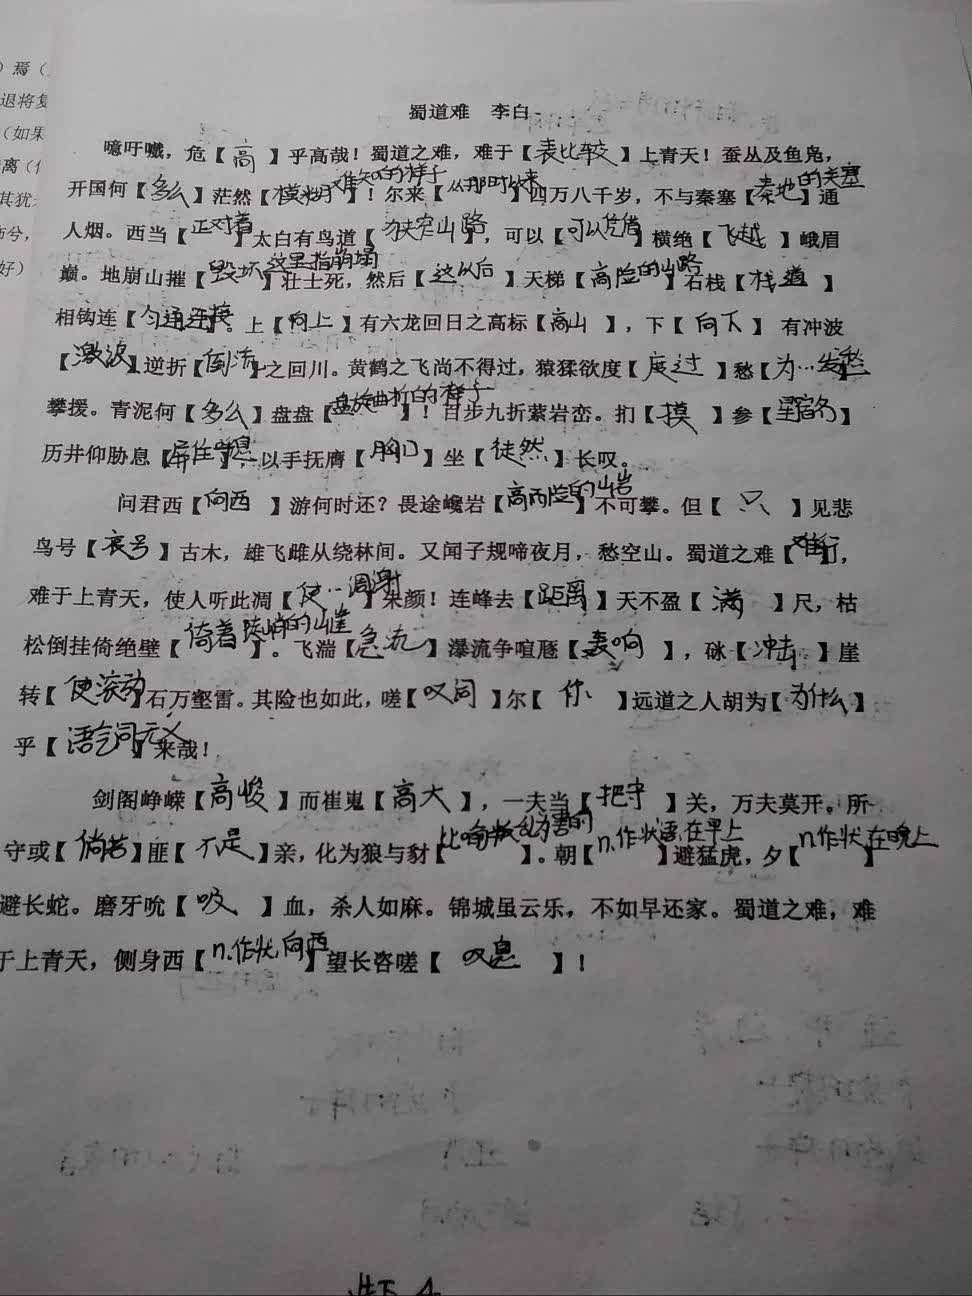 ）焉（
退将复
（如果
离（
其犹
兮，
好）
蜀道难 李白
噫吁嚱，危【高】乎高哉！蜀道之难，难于【表比较】上青天！蚕丛及鱼凫，
开国何【多么】茫然【模糊难知的样子】！尔来【从那时以来】四万八千岁，不与秦塞【秦地的关塞】通
人烟。西当【正对着】太白有鸟道【狭窄山路】，可以【可以凭借】横绝【飞越】峨眉
巅。地崩山摧【毁坏 这里指崩塌】壮士死，然后【这以后】天梯【高险的山路】石栈【栈道】
相钩连【勾通连接】。上【向上】有六龙回日之高标【高山】，下【向下】有冲波
【激波】逆折【倒流】之回川。黄鹤之飞尚不得过，猿猱欲度【度过】愁【为…发愁】
攀援。青泥何【多么】盘盘【盘旋曲折的样子】！百步九折萦岩峦。扪【摸】参【星宿名】
历井仰胁息【屏住呼息】，以手抚膺【胸口】坐【徒然】长叹。
问君西【向西】游何时还？畏途巉岩【高而险的山岩】不可攀。但【只】见悲
鸟号【哀号】古木，雄飞雌从绕林间。又闻子规啼夜月，愁空山。蜀道之难【难行】，
难于上青天，使人听此凋【使…凋谢】朱颜！连峰去【距离】天不盈【满】尺，枯
松倒挂倚绝壁【倚着陡峭的山崖】。飞湍【急流】瀑流争喧豗【轰响】，砯【冲击】崖
转【使滚动】石万壑雷。其险也如此，嗟【叹词】尔【你】远道之人胡为【为什么】
乎【语气词无义】来哉！
剑阁峥嵘【高峻】而崔嵬【高大】，一夫当【把守】关，万夫莫开。所
守或【倘若】匪【不是】亲，化为狼与豺【比喻叛乱为害的】。朝【n.作状语,在早上】避猛虎，夕【n作状 在晚上】
避长蛇。磨牙吮【吸】血，杀人如麻。锦城虽云乐，不如早还家。蜀道之难，难
于上青天，侧身西【n.作状,向西】望长咨嗟【叹息】！